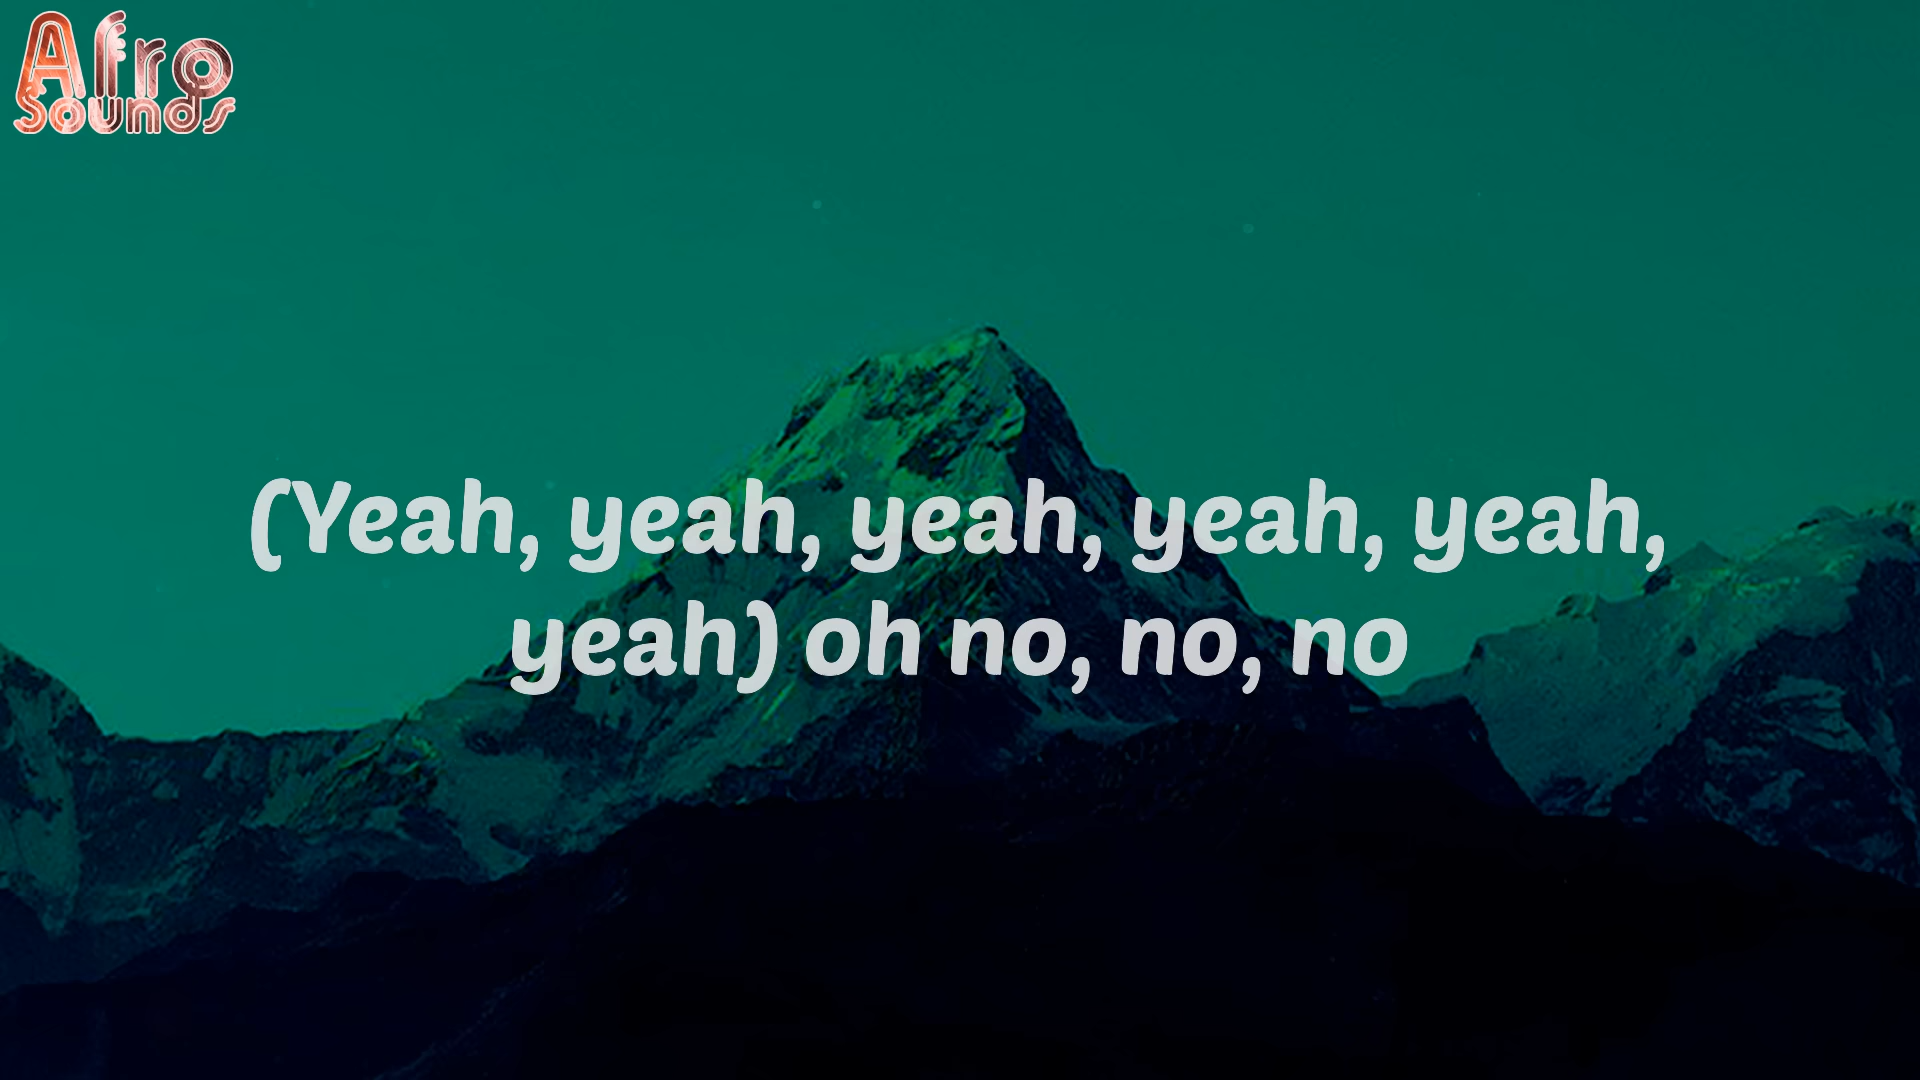 Afro
Sounds
(Yeah, yeah, yeah, yeah, yeah,
yeah) oh no, no, no